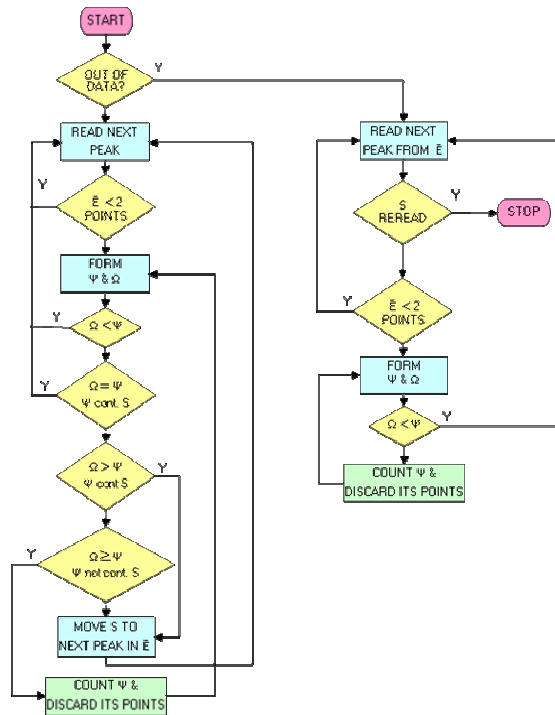 START
OUT OF
DATA?
Y
READ NEXT
PEAK
Y
Ē < 2
POINTS
FORM
Ψ & Ω
Y
Ω < Ψ
Y
Ω = Ψ
Ψ cont. S
Ω > Ψ
Ψ cont S
Y
Y
Ω ≥ Ψ
Ψ not cont. S
MOVE S TO
NEXT PEAK IN Ē
COUNT Ψ &
DISCARD ITS POINTS
READ NEXT
PEAK FROM Ē
S
REREAD
Y
STOP
Y
Ē < 2
POINTS
FORM
Ψ & Ω
Ω < Ψ
Y
COUNT Ψ &
DISCARD ITS POINTS